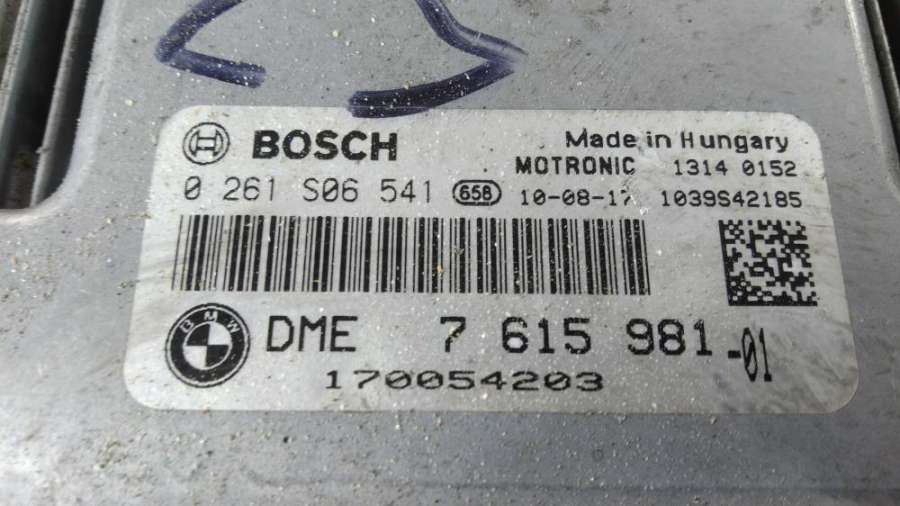 BOSCH Made in Hungary
MOTRONIC 1314 0152
0 261 S06 541 658 10-08-17 1039S42185
BMW DME 7 615 981-01
170054203